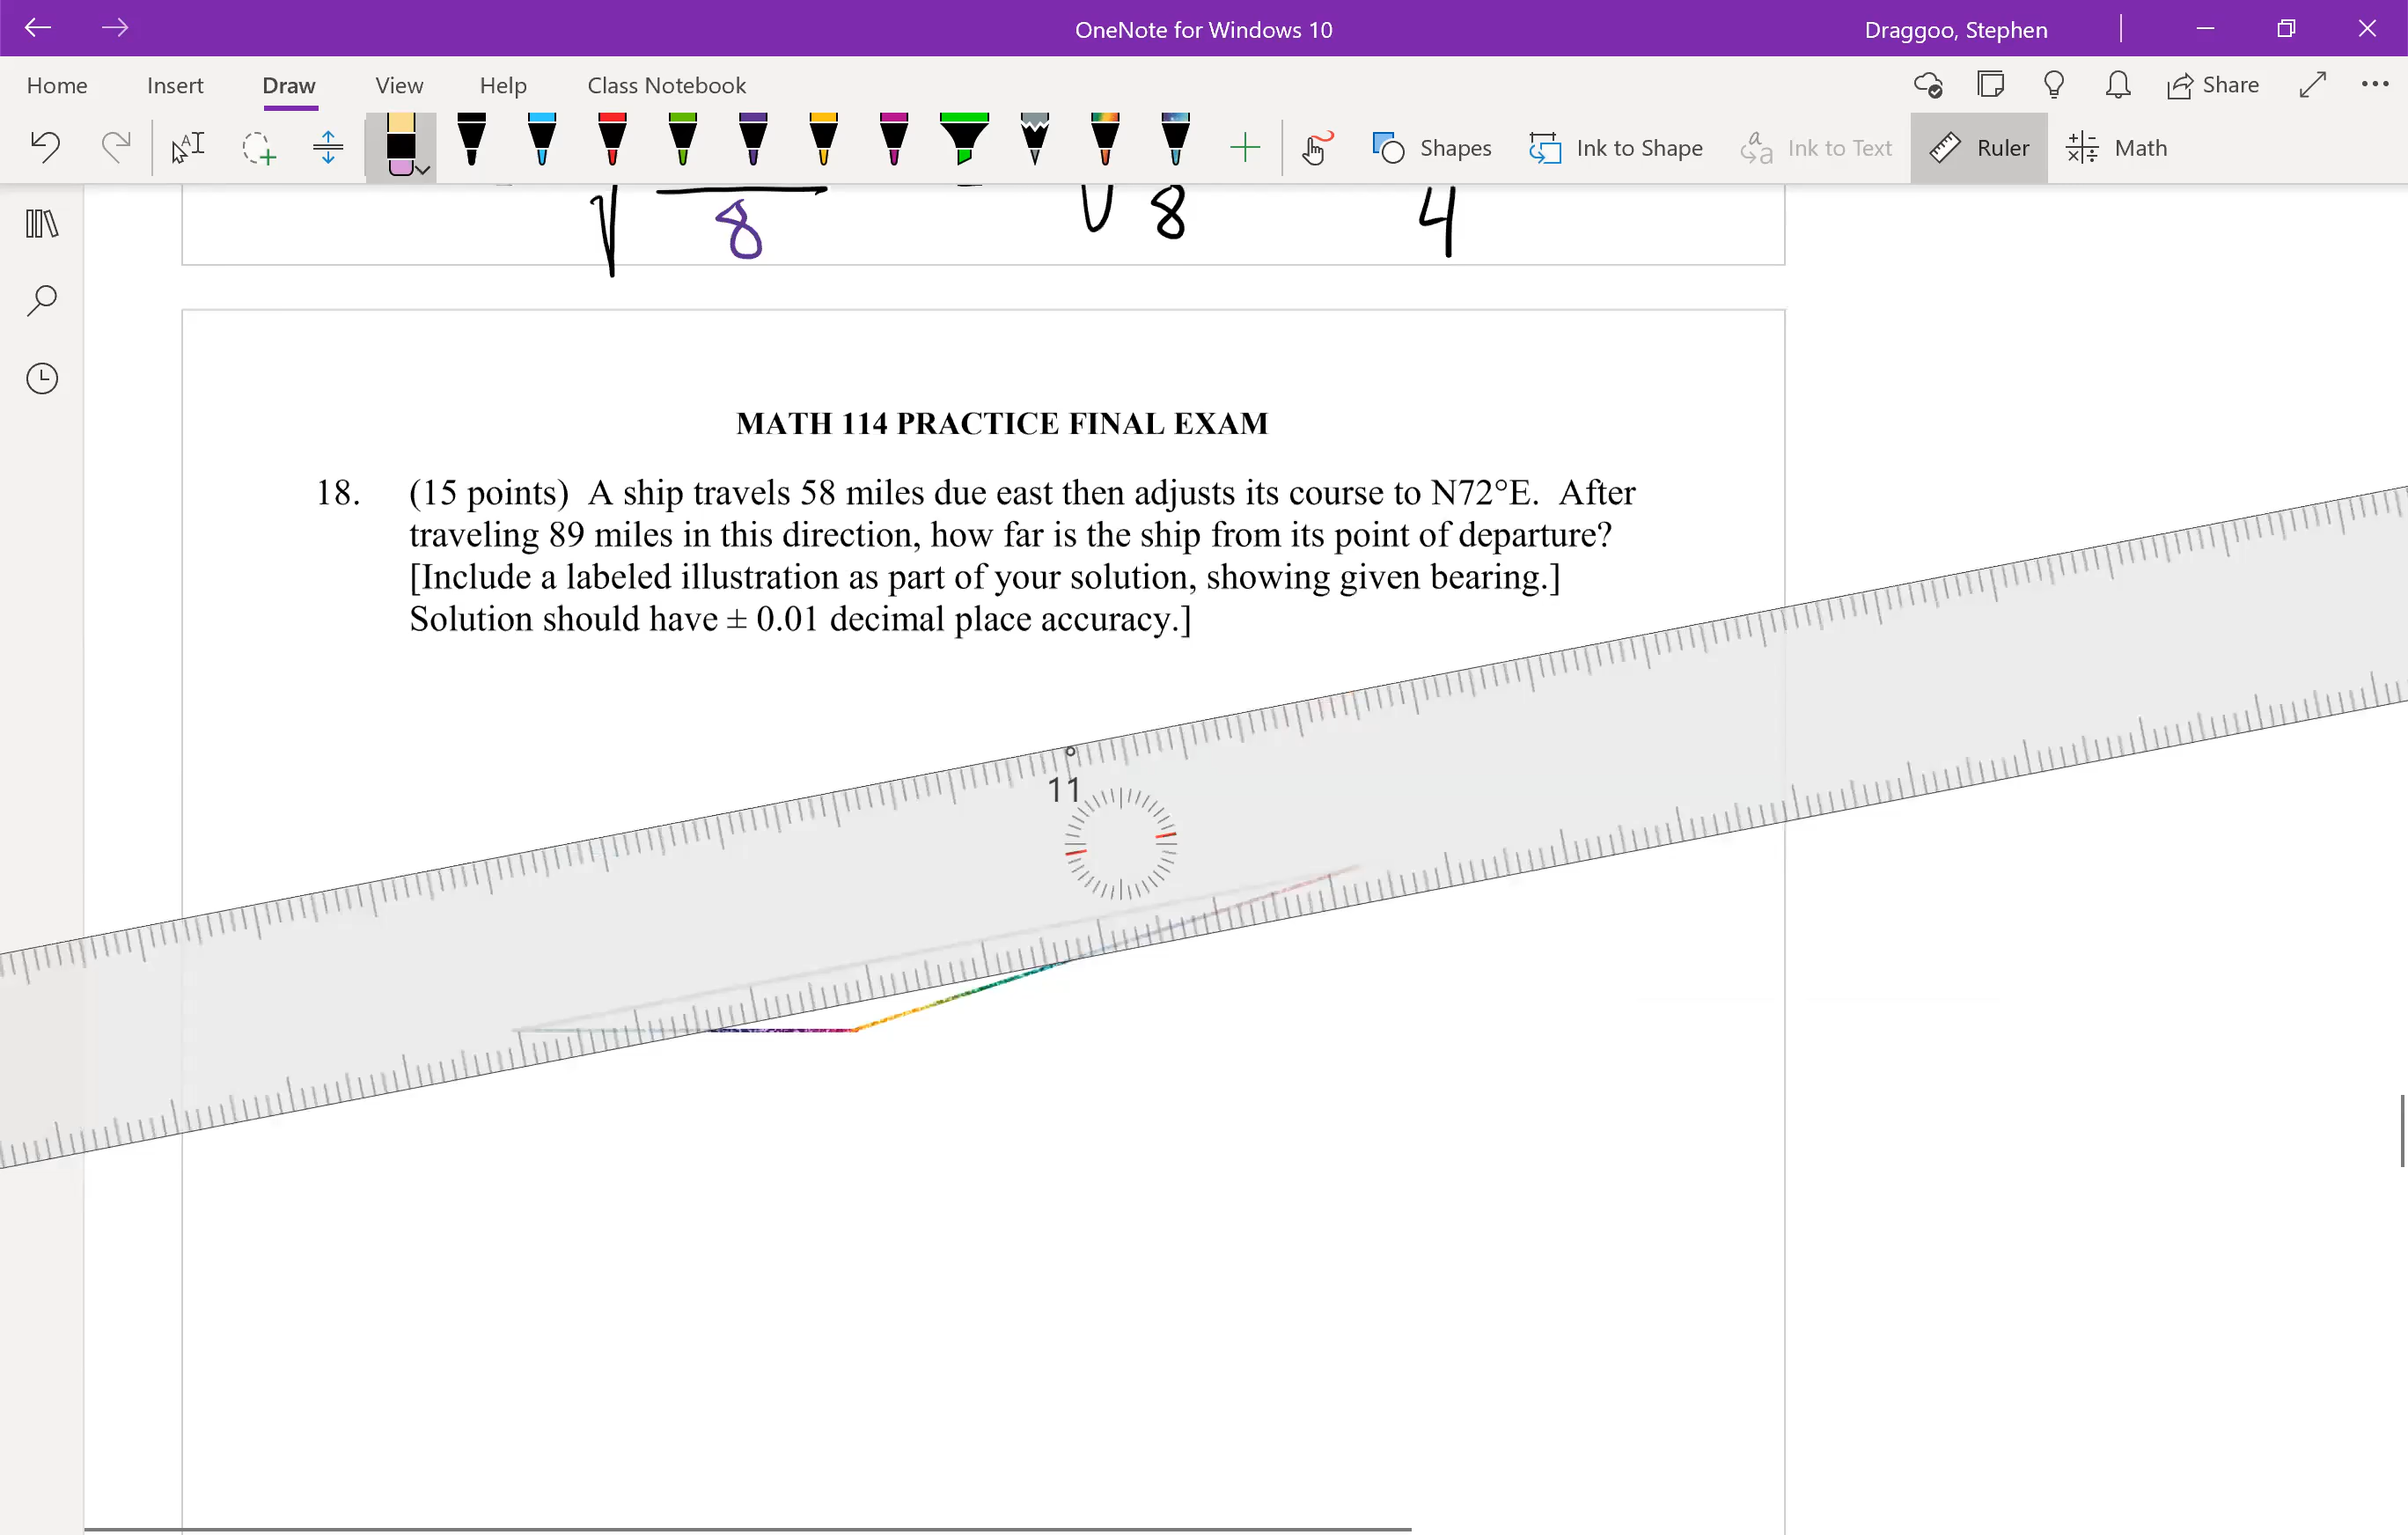 OneNote for Windows 10
Draggoo, Stephen
Home Insert Draw View Help Class Notebook
Share
Shapes Ink to Shape Ink to Text Ruler Math
8 8 4
MATH 114 PRACTICE FINAL EXAM
18. (15 points) A ship travels 58 miles due east then adjusts its course to N72°E. After
traveling 89 miles in this direction, how far is the ship from its point of departure?
[Include a labeled illustration as part of your solution, showing given bearing.]
Solution should have ± 0.01 decimal place accuracy.]
11°